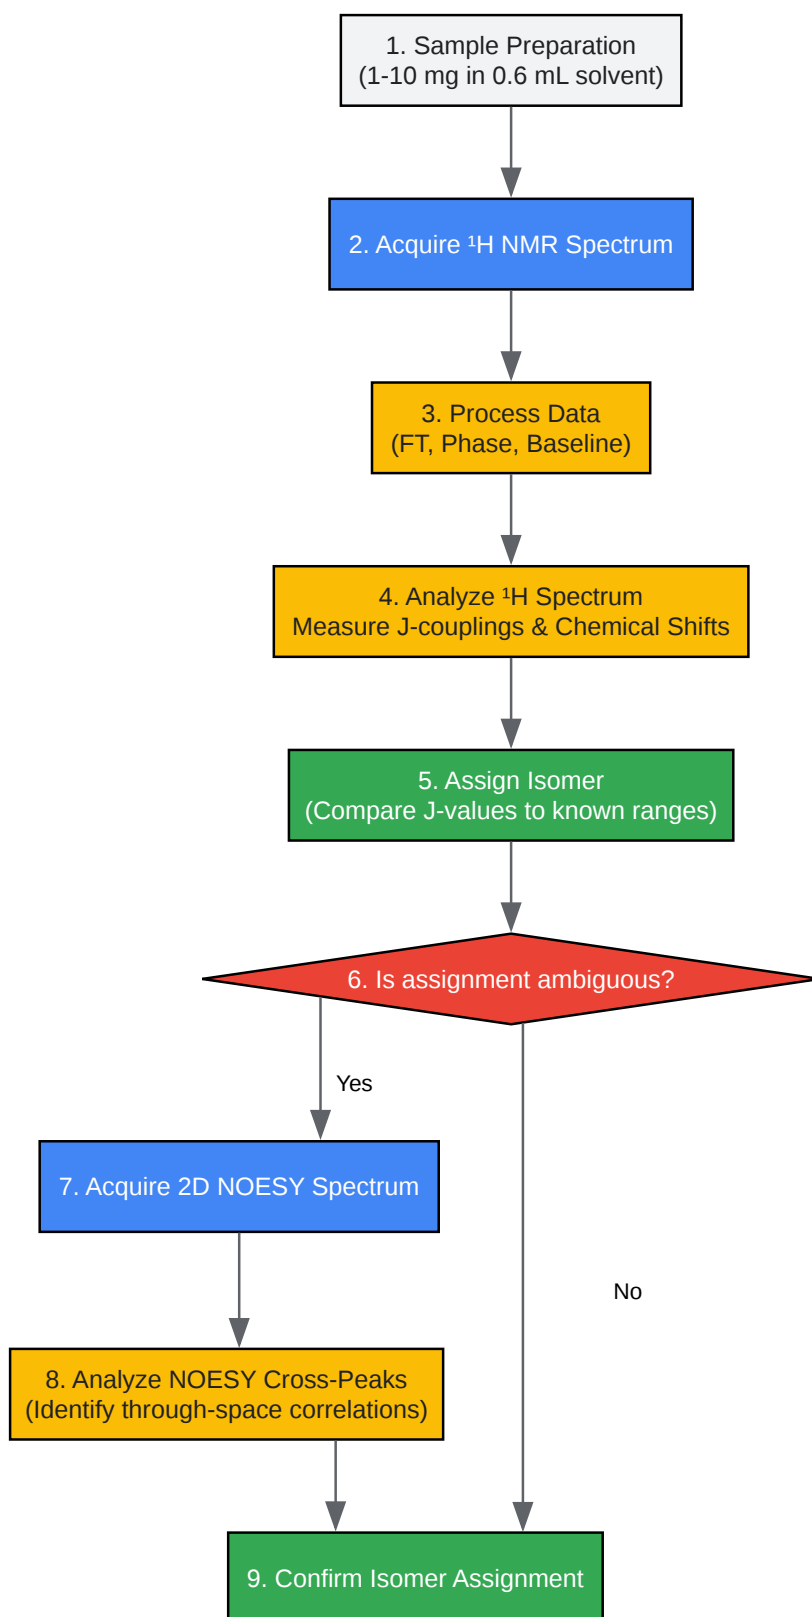 1. Sample Preparation
(1-10 mg in 0.6 mL solvent)
2. Acquire ¹H NMR Spectrum
3. Process Data
(FT, Phase, Baseline)
4. Analyze ¹H Spectrum
Measure J-couplings & Chemical Shifts
5. Assign Isomer
(Compare J-values to known ranges)
6. Is assignment ambiguous?
Yes
7. Acquire 2D NOESY Spectrum
No
8. Analyze NOESY Cross-Peaks
(Identify through-space correlations)
9. Confirm Isomer Assignment